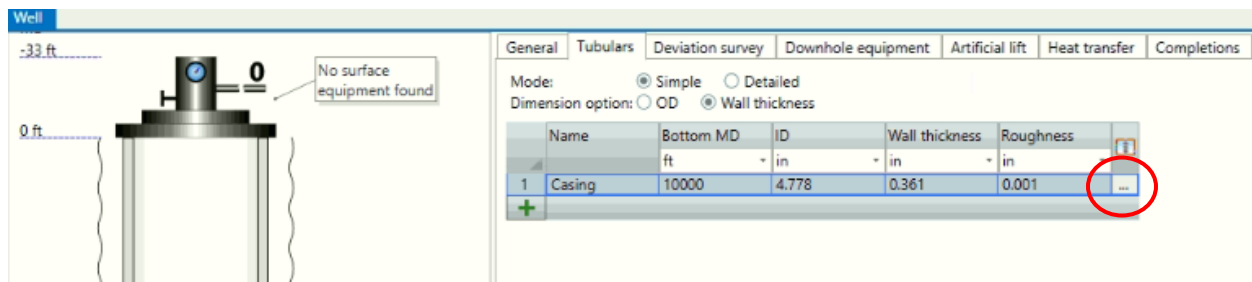 Well
-33 ft
0
No surface
equipment found
0 ft
General Tubulars Deviation survey Downhole equipment Artificial lift Heat transfer Completions
Mode: Simple Detailed
Dimension option: OD Wall thickness
Name Bottom MD ID Wall thickness Roughness
ft in in in
1 Casing 10000 4.778 0.361 0.001 ...